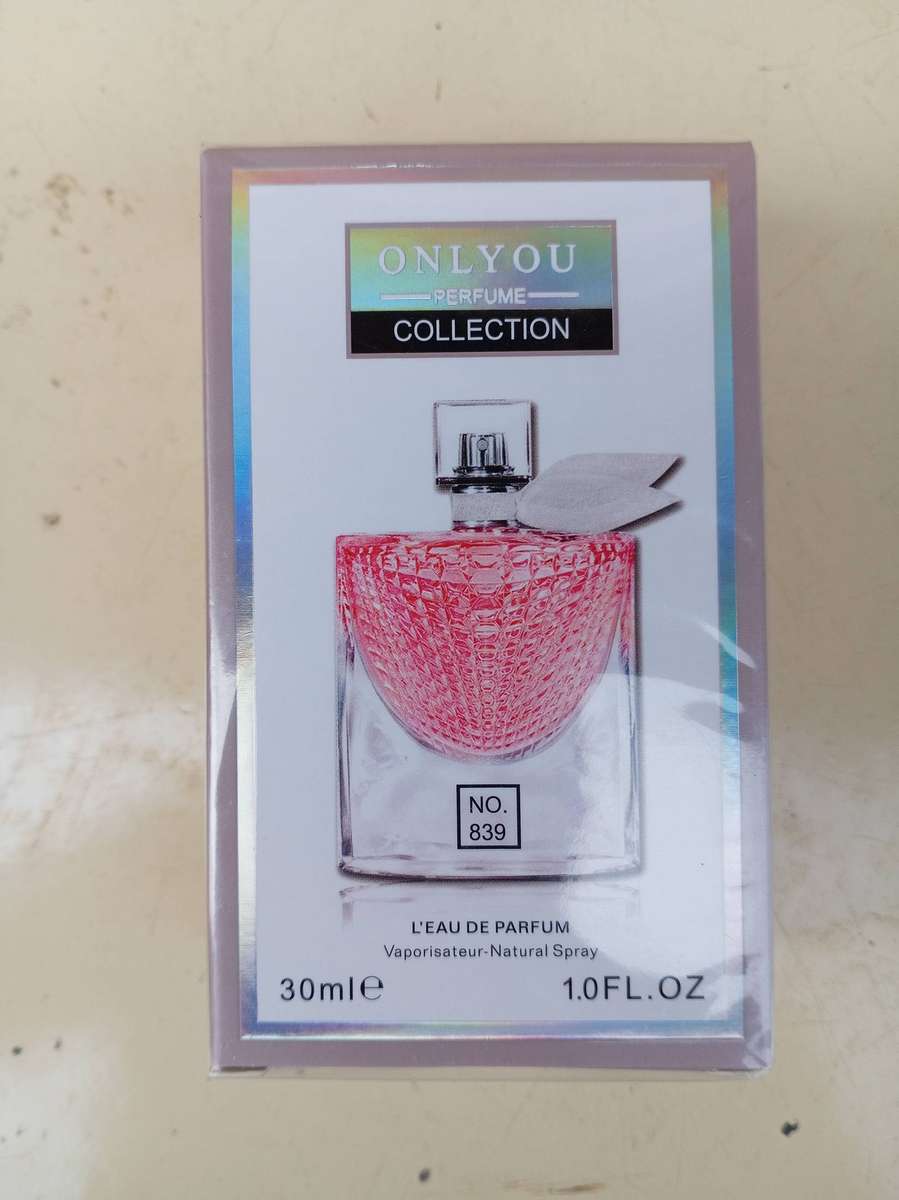 ONLYOU
PERFUME
COLLECTION
NO.
839
L'EAU DE PARFUM
Vaporisateur-Natural Spray
30ml℮ 1.0FL.OZ